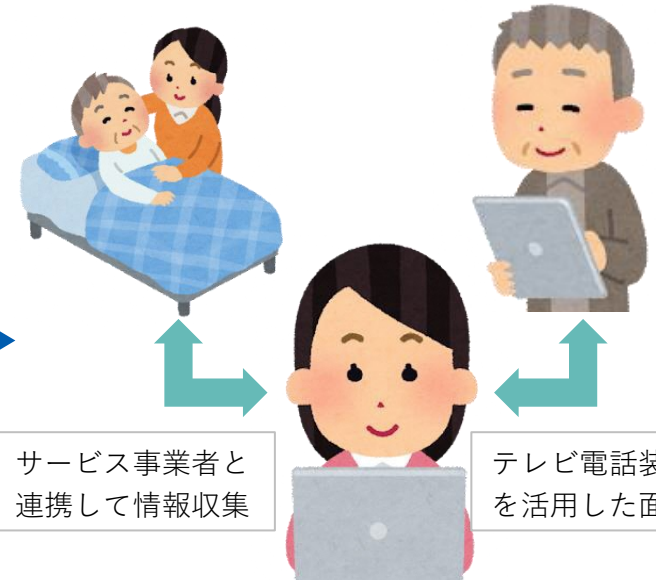 サービス事業者と
連携して情報収集
テレビ電話装
を活用した面